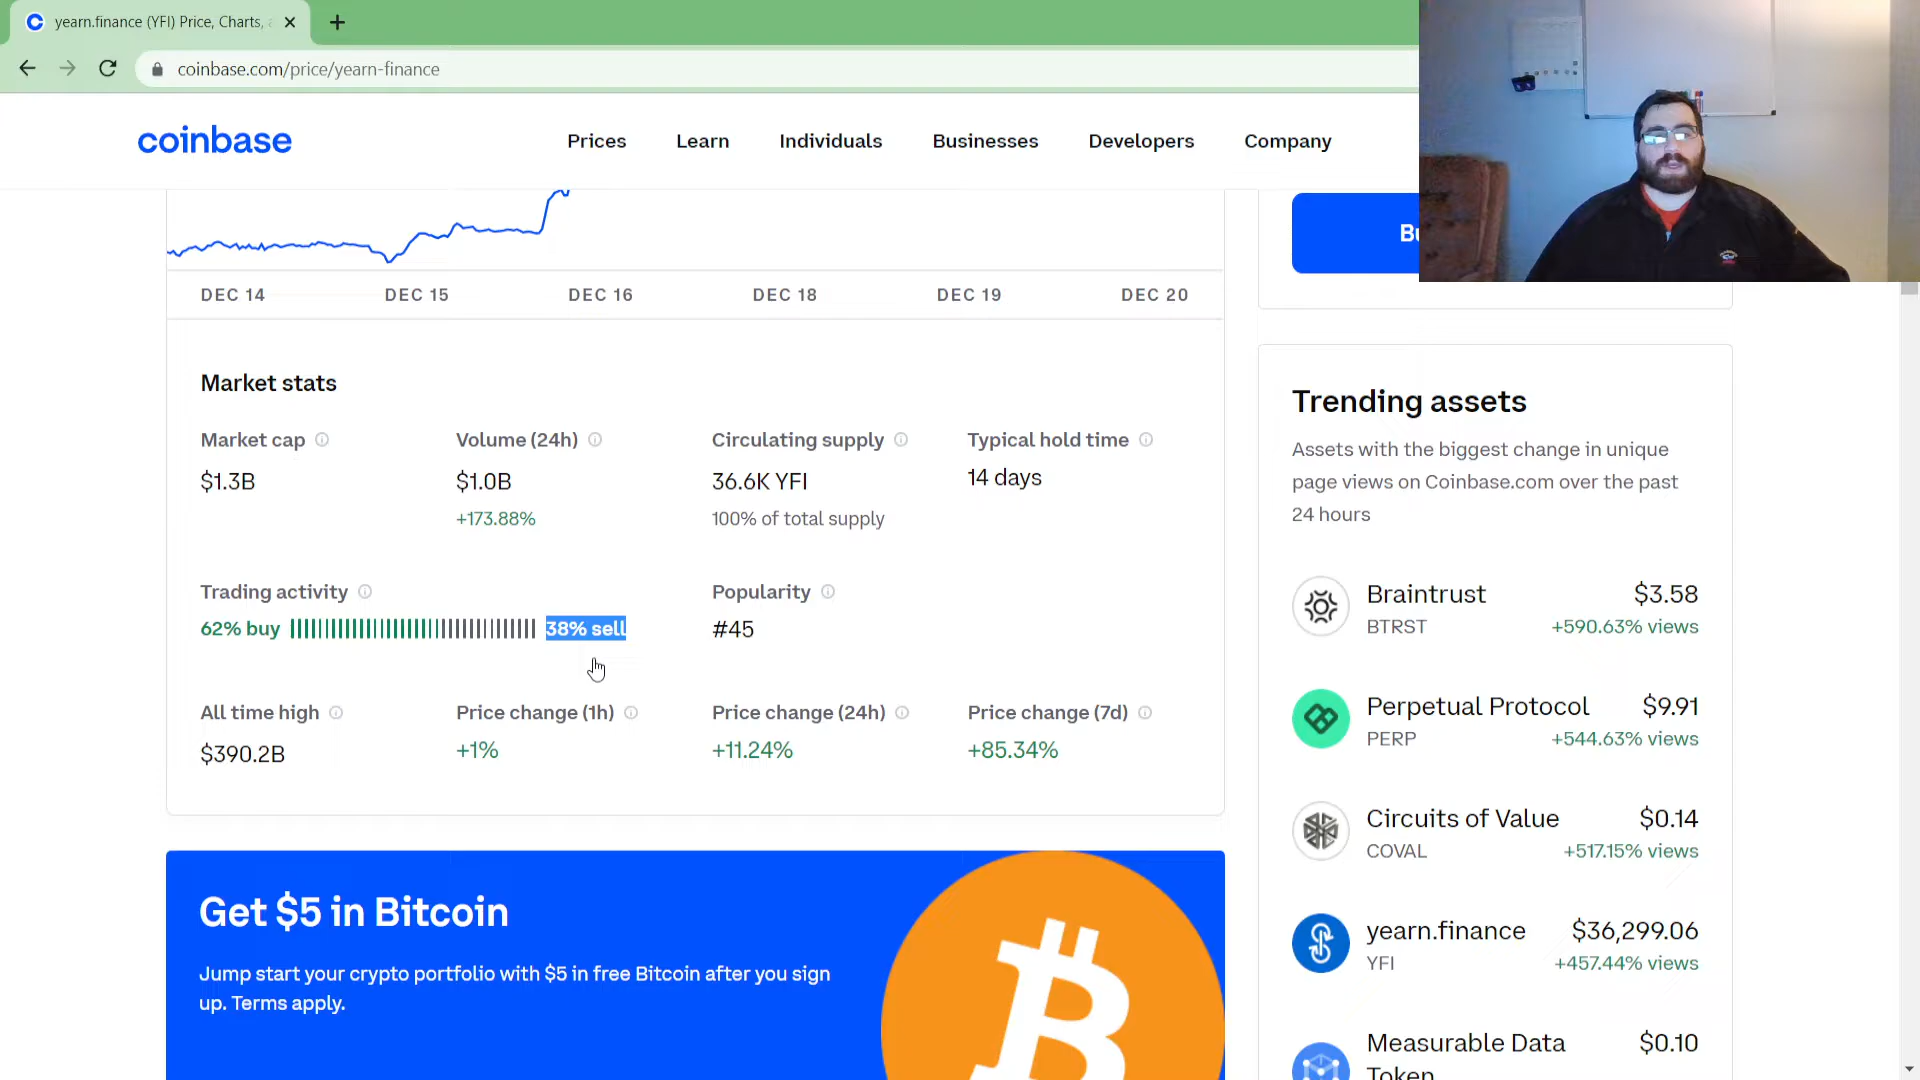 yearn.finance (YFI) Price, Charts,
coinbase.com/price/yearn-finance
coinbase
Prices
Learn
Individuals
Businesses
Developers
Company
DEC 14
DEC 15
DEC 16
DEC 18
DEC 19
DEC 20
Market stats
Market cap
$1.3B
Volume (24h)
$1.0B
+173.88%
Circulating supply
36.6K YFI
100% of total supply
Typical hold time
14 days
Trading activity
62% buy
38% sell
Popularity
#45
All time high
$390.2B
Price change (1h)
+1%
Price change (24h)
+11.24%
Price change (7d)
+85.34%
Get $5 in Bitcoin
Jump start your crypto portfolio with $5 in free Bitcoin after you sign
up. Terms apply.
Trending assets
Assets with the biggest change in unique
page views on Coinbase.com over the past
24 hours
Braintrust $3.58
BTRST +590.63% views
Perpetual Protocol $9.91
PERP +544.63% views
Circuits of Value $0.14
COVAL +517.15% views
yearn.finance $36,299.06
YFI +457.44% views
Measurable Data $0.10
Token